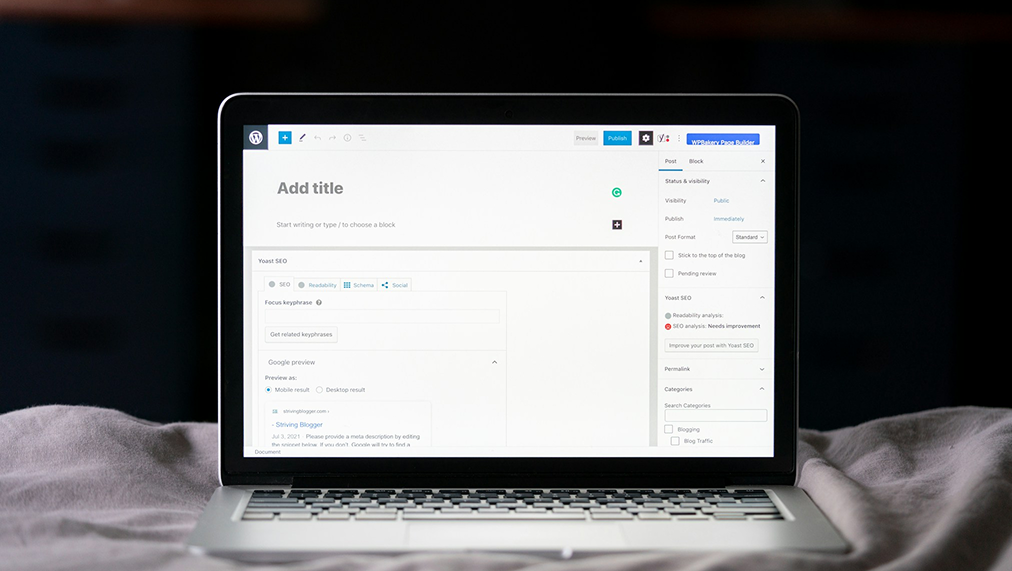 Preview
Publish
WPBakery Page Builder
Post
Block
Add title
Status & visibility
Visibility
Public
Publish
Immediately
Start writing or type / to choose a block
Post Format
Standard
Stick to the top of the blog
Pending review
Yoast SEO
SEO
Readability
Schema
Social
Focus keyphrase
Get related keyphrases
Google preview
Preview as:
Mobile result
Desktop result
strivingblogger.com ›
- Striving Blogger
Jul 3, 2021 Please provide a meta description by editing
the snippet below. If you don't, Google will try to find a
Document
Yoast SEO
Readability analysis:
SEO analysis: Needs improvement
Improve your post with Yoast SEO
Permalink
Categories
Search Categories
Blogging
Blog Traffic